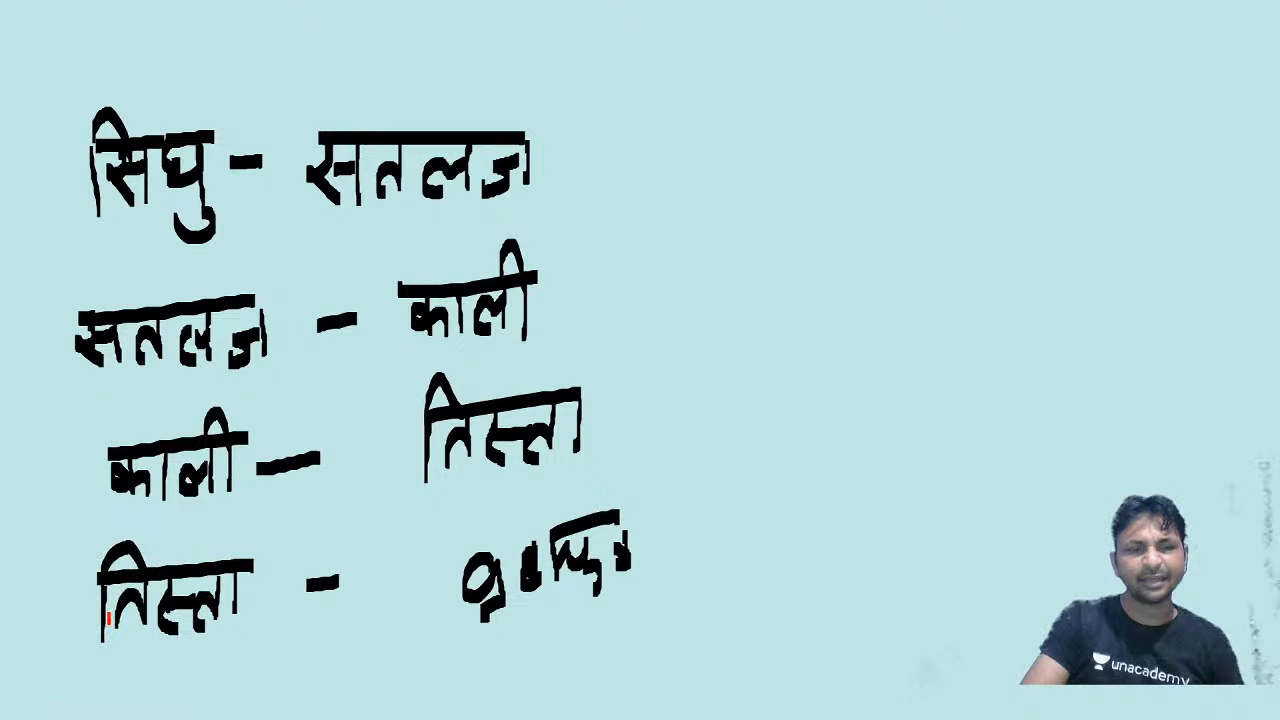 सिघु - सतलज
सतलज - काली
काली - तिस्ता
तिस्ता -
unacademy